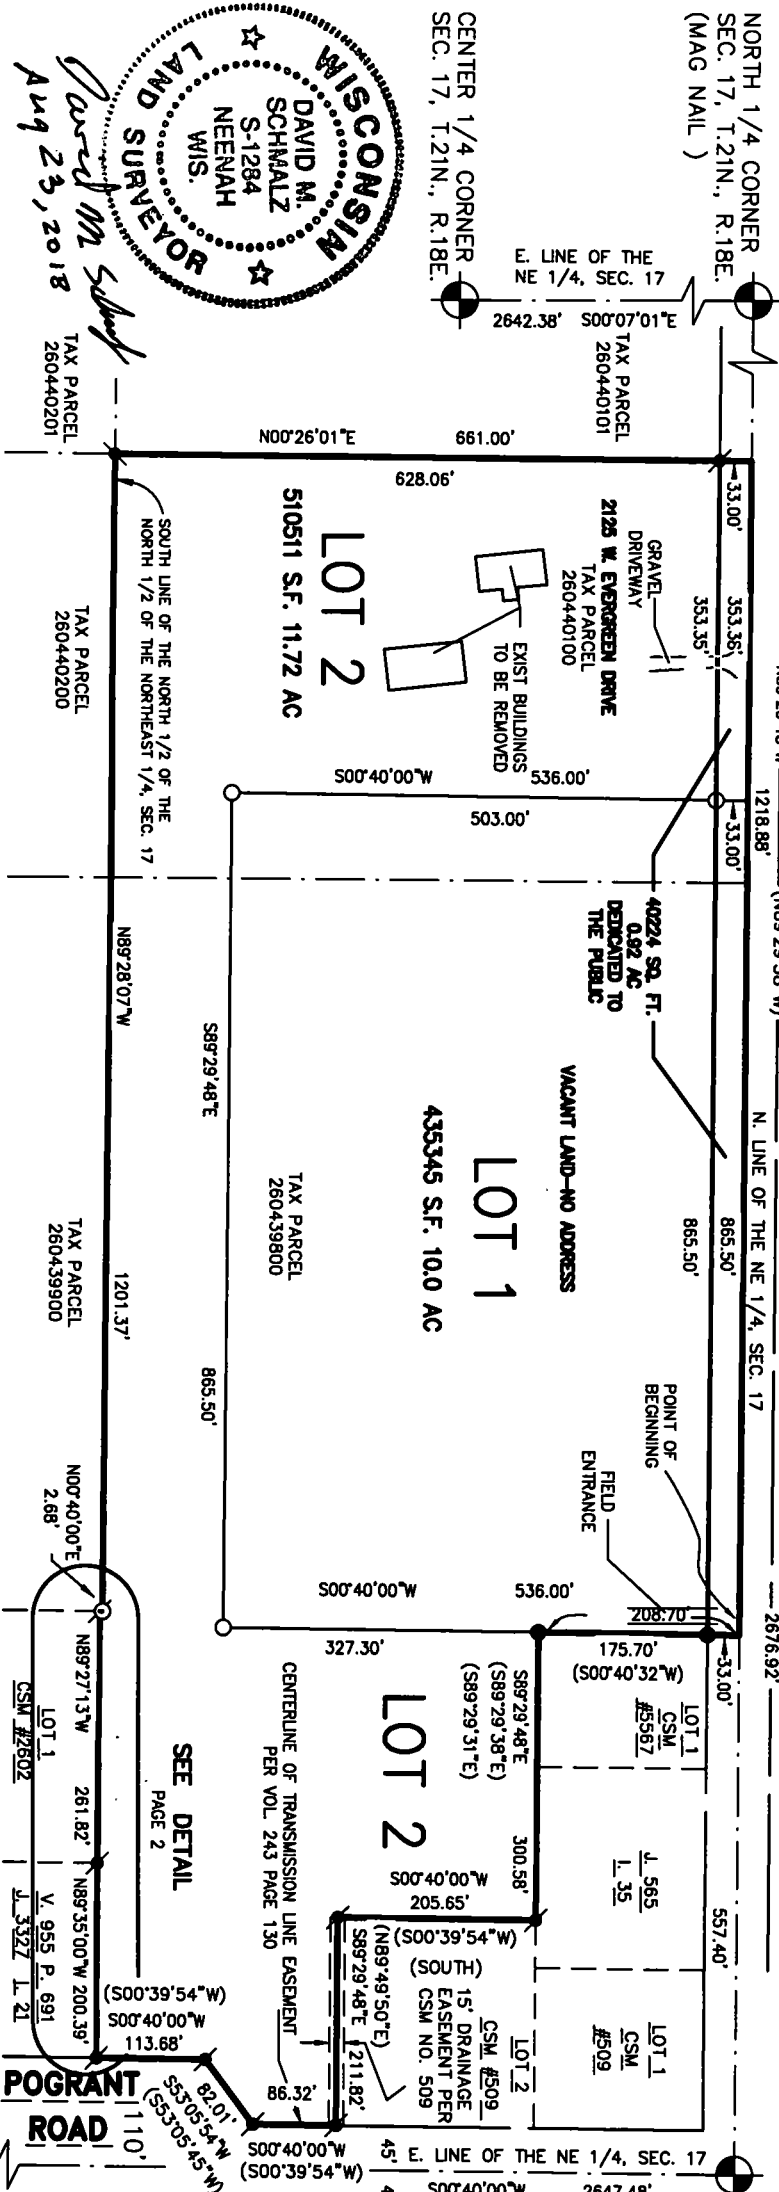 NORTH 1/4 CORNER
SEC. 17, T.21N., R.18E.
(MAG NAIL )
CENTER 1/4 CORNER
SEC. 17, T.21N., R.18E.
E. LINE OF THE
NE 1/4, SEC. 17
2642.38' S00°07'01"E
WISCONSIN
LAND SURVEYOR
DAVID M.
SCHMALZ
S-1284
NEENAH
WIS.
David M Schmalz
Aug 23, 2018
TAX PARCEL
260440101
TAX PARCEL
260440201
N00°26'01"E
661.00'
628.06'
33.00'
353.36'
353.35'
GRAVEL
DRIVEWAY
2125 W. EVERGREEN DRIVE
TAX PARCEL
260440100
EXIST BUILDINGS
TO BE REMOVED
LOT 2
510511 S.F. 11.72 AC
SOUTH LINE OF THE NORTH 1/2 OF THE
NORTH 1/2 OF THE NORTHEAST 1/4, SEC. 17
TAX PARCEL
260440200
1218.88'
33.00'
S00°40'00"W
536.00'
503.00'
40224 SQ. FT.
0.92 AC
DEDICATED TO
THE PUBLIC
N. LINE OF THE NE 1/4, SEC. 17
865.50'
865.50'
VACANT LAND-NO ADDRESS
LOT 1
435345 S.F. 10.0 AC
TAX PARCEL
260439800
S89°29'48"E
865.50'
N89°28'07"W
1201.37'
TAX PARCEL
260439900
POINT OF
BEGINNING
FIELD
ENTRANCE
2676.92'
33.00'
208.70'
175.70'
(S00°40'32"W)
S00°40'00"W
536.00'
327.30'
N00°40'00"E
2.68'
LOT 1
CSM
#5567
J. 565
I. 35
557.40'
LOT 1
CSM
#509
S89°29'48"E
(S89°29'38"E)
(S89°29'31"E)
300.58'
LOT 2
S00°40'00"W
205.65'
(S00°39'54"W)
(SOUTH)
LOT 2
CSM #509
15' DRAINAGE
EASEMENT PER
CSM NO. 509
(N89°49'50"E)
S89°29'48"E 211.82'
CENTERLINE OF TRANSMISSION LINE EASEMENT
PER VOL. 243 PAGE 130
SEE DETAIL
PAGE 2
N89°27'13"W 261.82'
LOT 1
CSM #2602
N89°35'00"W 200.39'
V. 955 P. 691
J. 3327 I. 21
(S00°39'54"W)
S00°40'00"W
113.68'
82.01'
S53°05'54"W
(S53°05'45"W)
86.32'
S00°40'00"W
(S00°39'54"W)
POGRANT
ROAD
110'
45'
E. LINE OF THE NE 1/4, SEC. 17
S00°40'00"W
2647.48'